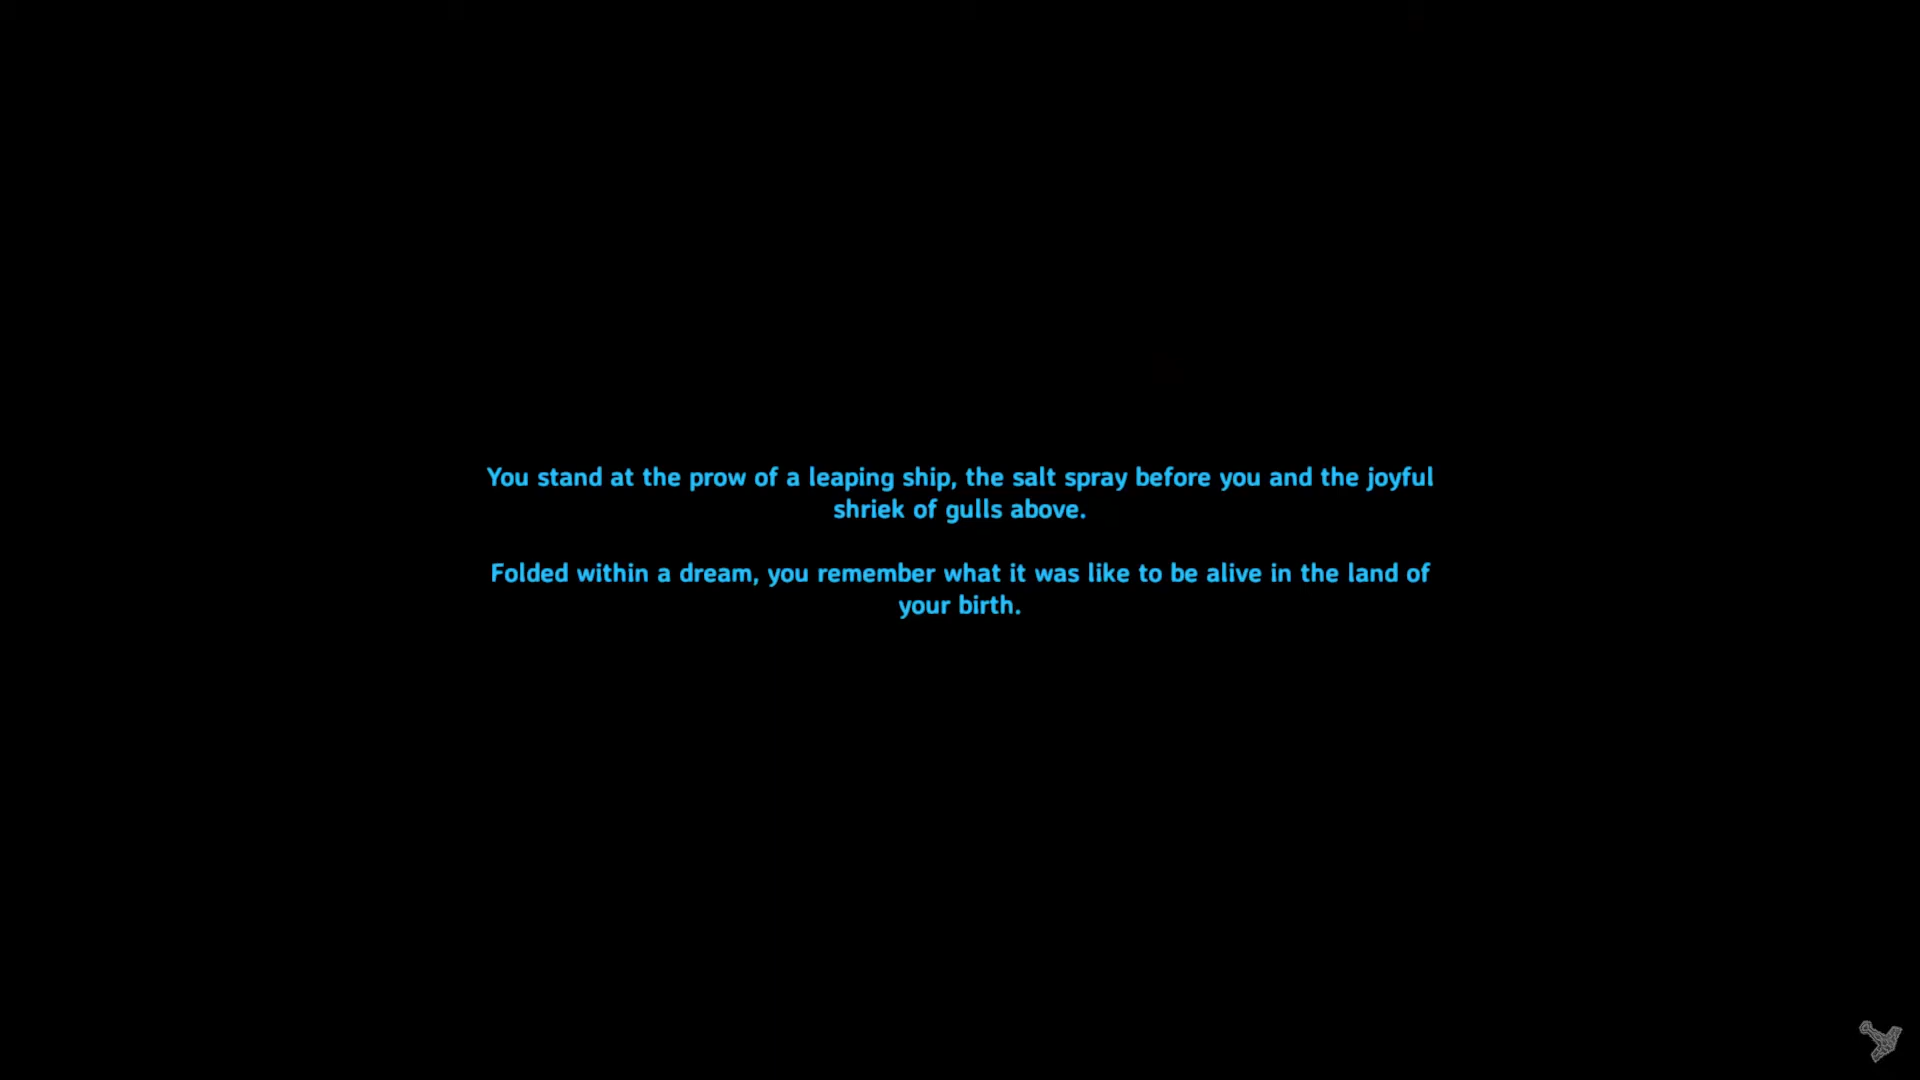 You stand at the prow of a leaping ship, the salt spray before you and the joyful
shriek of gulls above.
Folded within a dream, you remember what it was like to be alive in the land of
your birth.